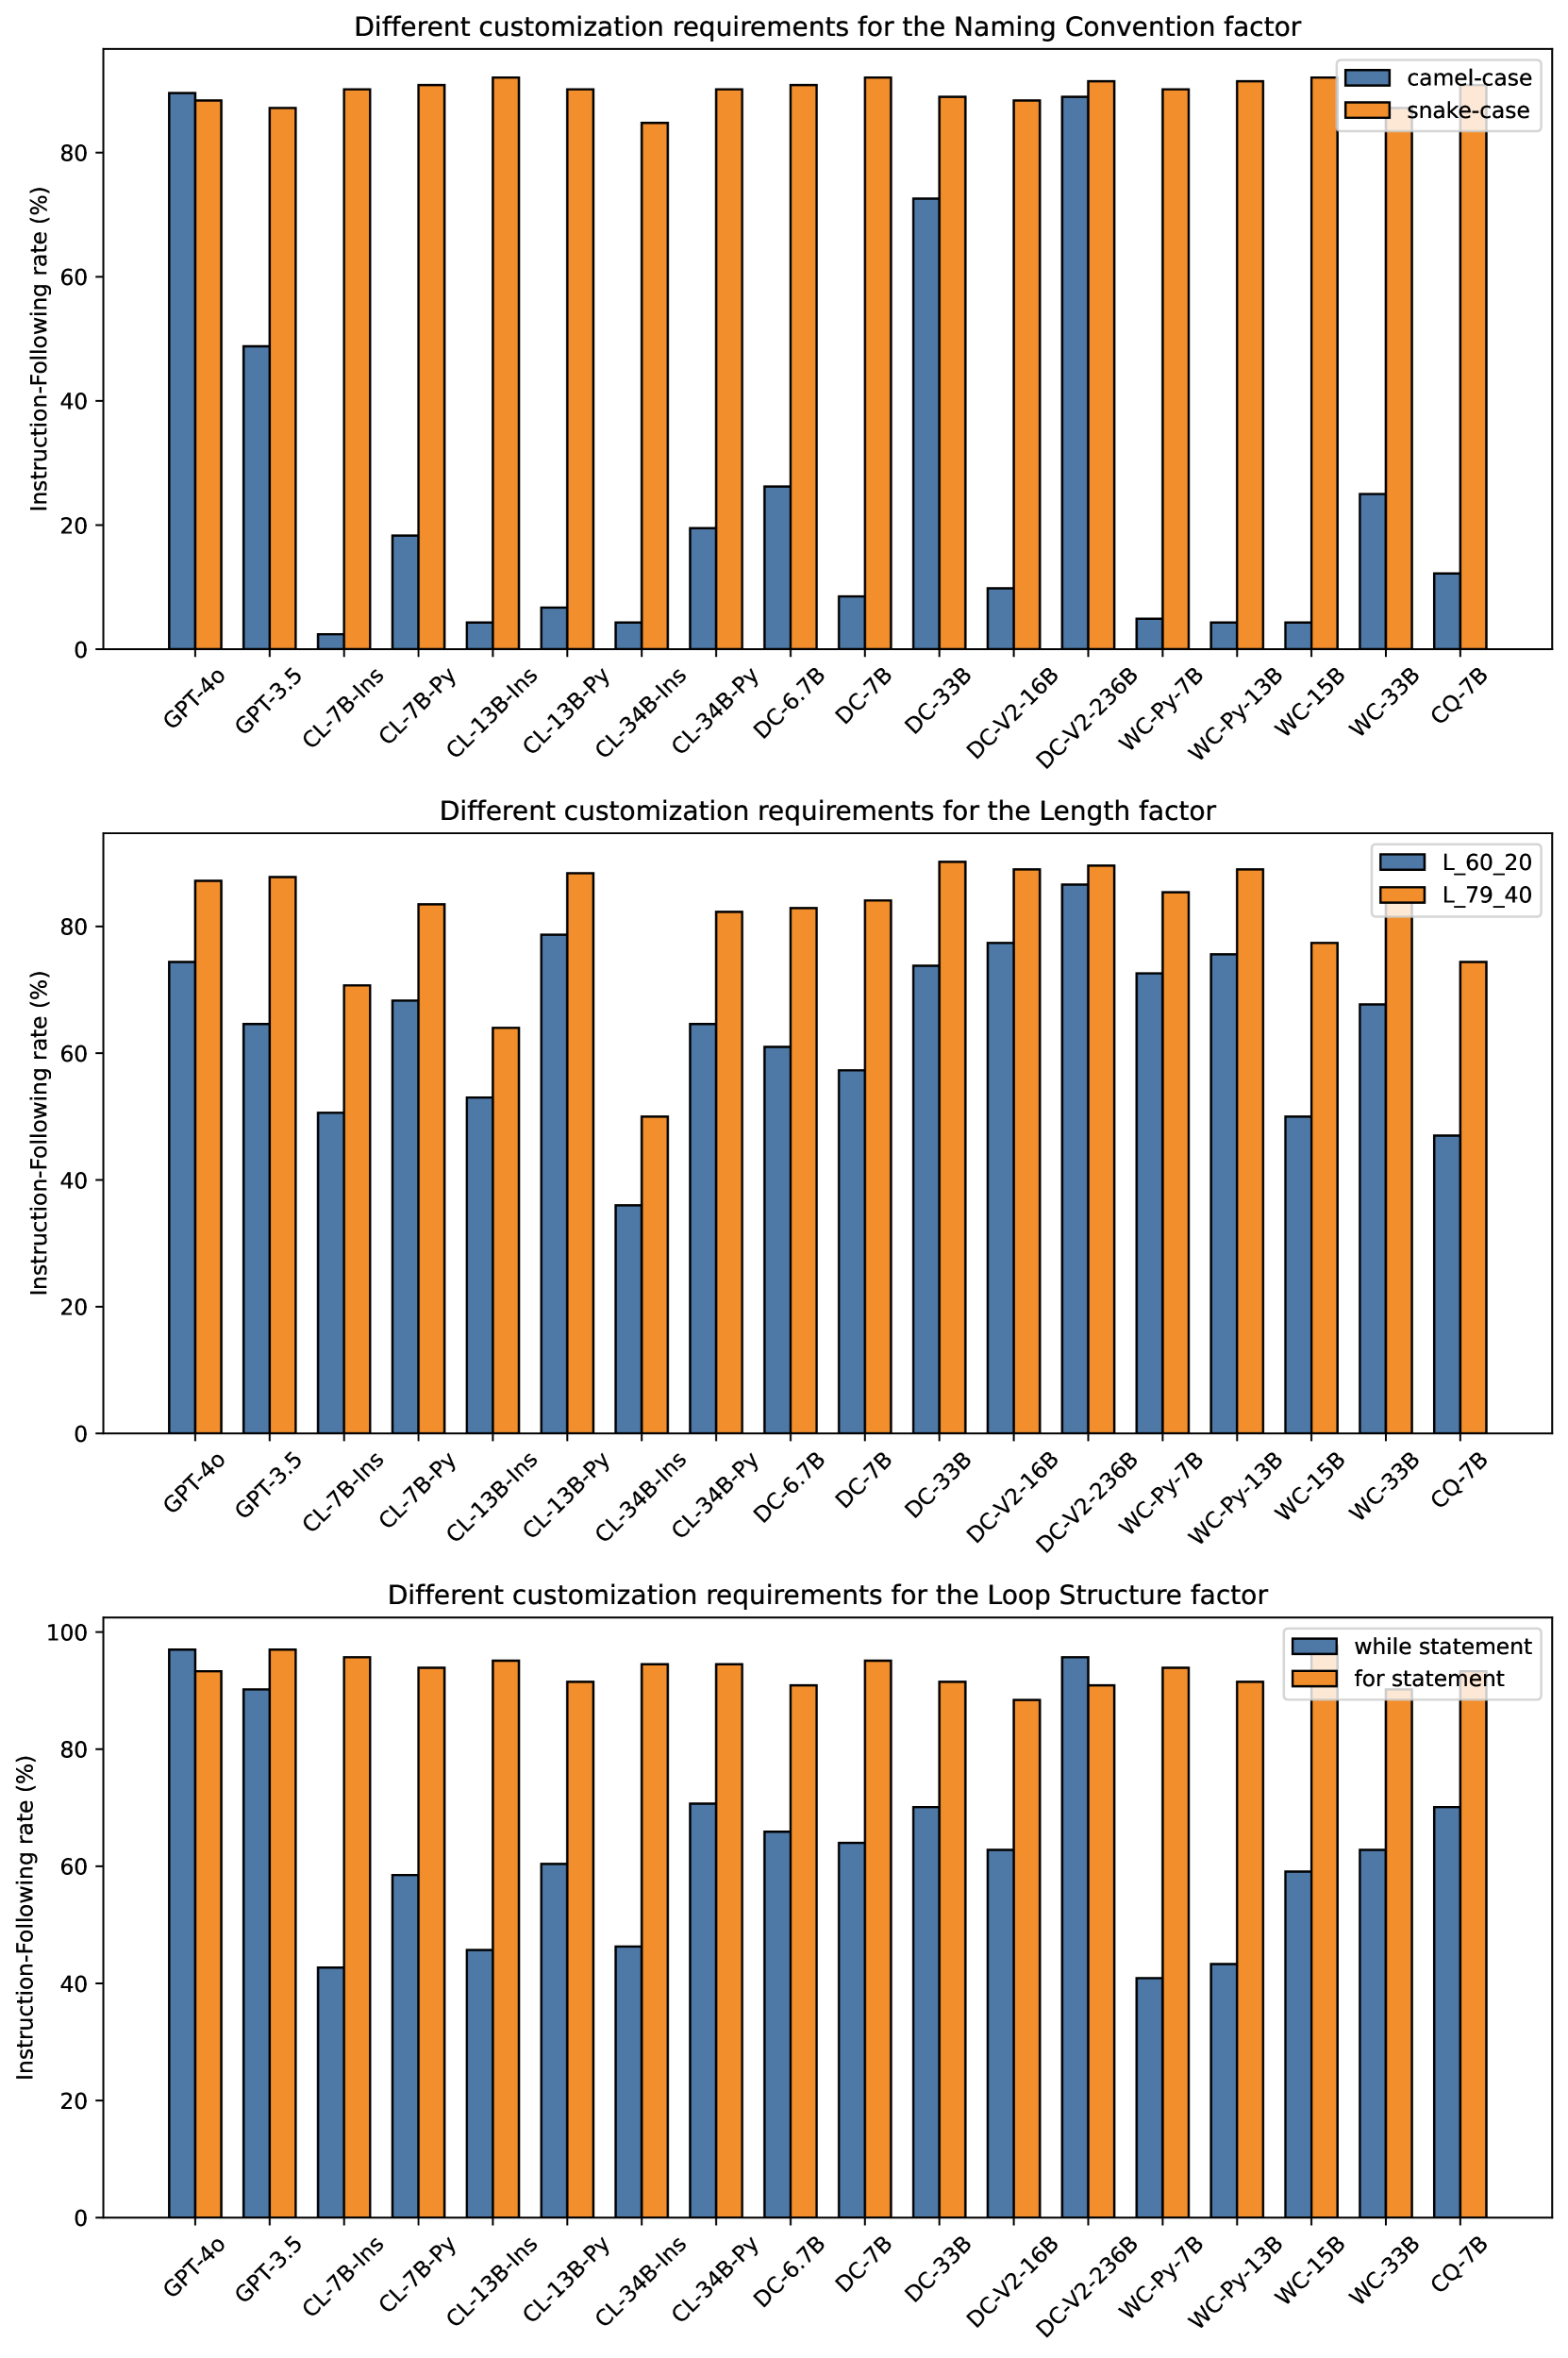 Different customization requirements for the Naming Convention factor
Instruction-Following rate (%)
80
60
40
20
0
camel-case
snake-case
GPT-4o
GPT-3.5
CL-7B-Ins
CL-7B-Py
CL-13B-Ins
CL-13B-Py
CL-34B-Ins
CL-34B-Py
DC-6.7B
DC-7B
DC-33B
DC-V2-16B
DC-V2-236B
WC-Py-7B
WC-Py-13B
WC-15B
WC-33B
CQ-7B
Different customization requirements for the Length factor
Instruction-Following rate (%)
80
60
40
20
0
L_60_20
L_79_40
GPT-4o
GPT-3.5
CL-7B-Ins
CL-7B-Py
CL-13B-Ins
CL-13B-Py
CL-34B-Ins
CL-34B-Py
DC-6.7B
DC-7B
DC-33B
DC-V2-16B
DC-V2-236B
WC-Py-7B
WC-Py-13B
WC-15B
WC-33B
CQ-7B
Different customization requirements for the Loop Structure factor
Instruction-Following rate (%)
100
80
60
40
20
0
while statement
for statement
GPT-4o
GPT-3.5
CL-7B-Ins
CL-7B-Py
CL-13B-Ins
CL-13B-Py
CL-34B-Ins
CL-34B-Py
DC-6.7B
DC-7B
DC-33B
DC-V2-16B
DC-V2-236B
WC-Py-7B
WC-Py-13B
WC-15B
WC-33B
CQ-7B